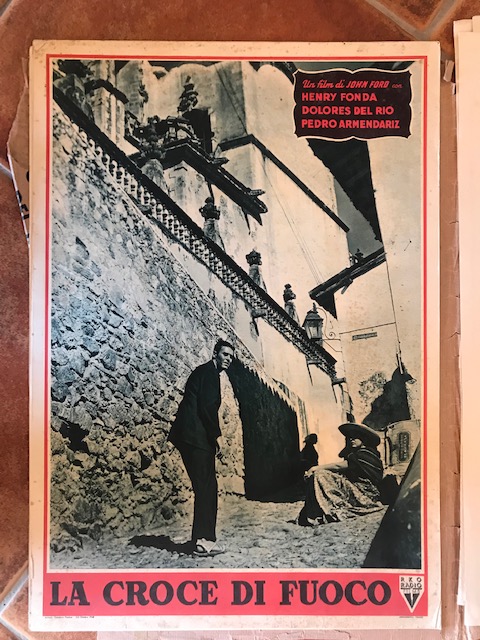 Un film di JOHN FORD con
HENRY FONDA
DOLORES DEL RIO
PEDRO ARMENDARIZ
LA CROCE DI FUOCO
RKO
RADIO